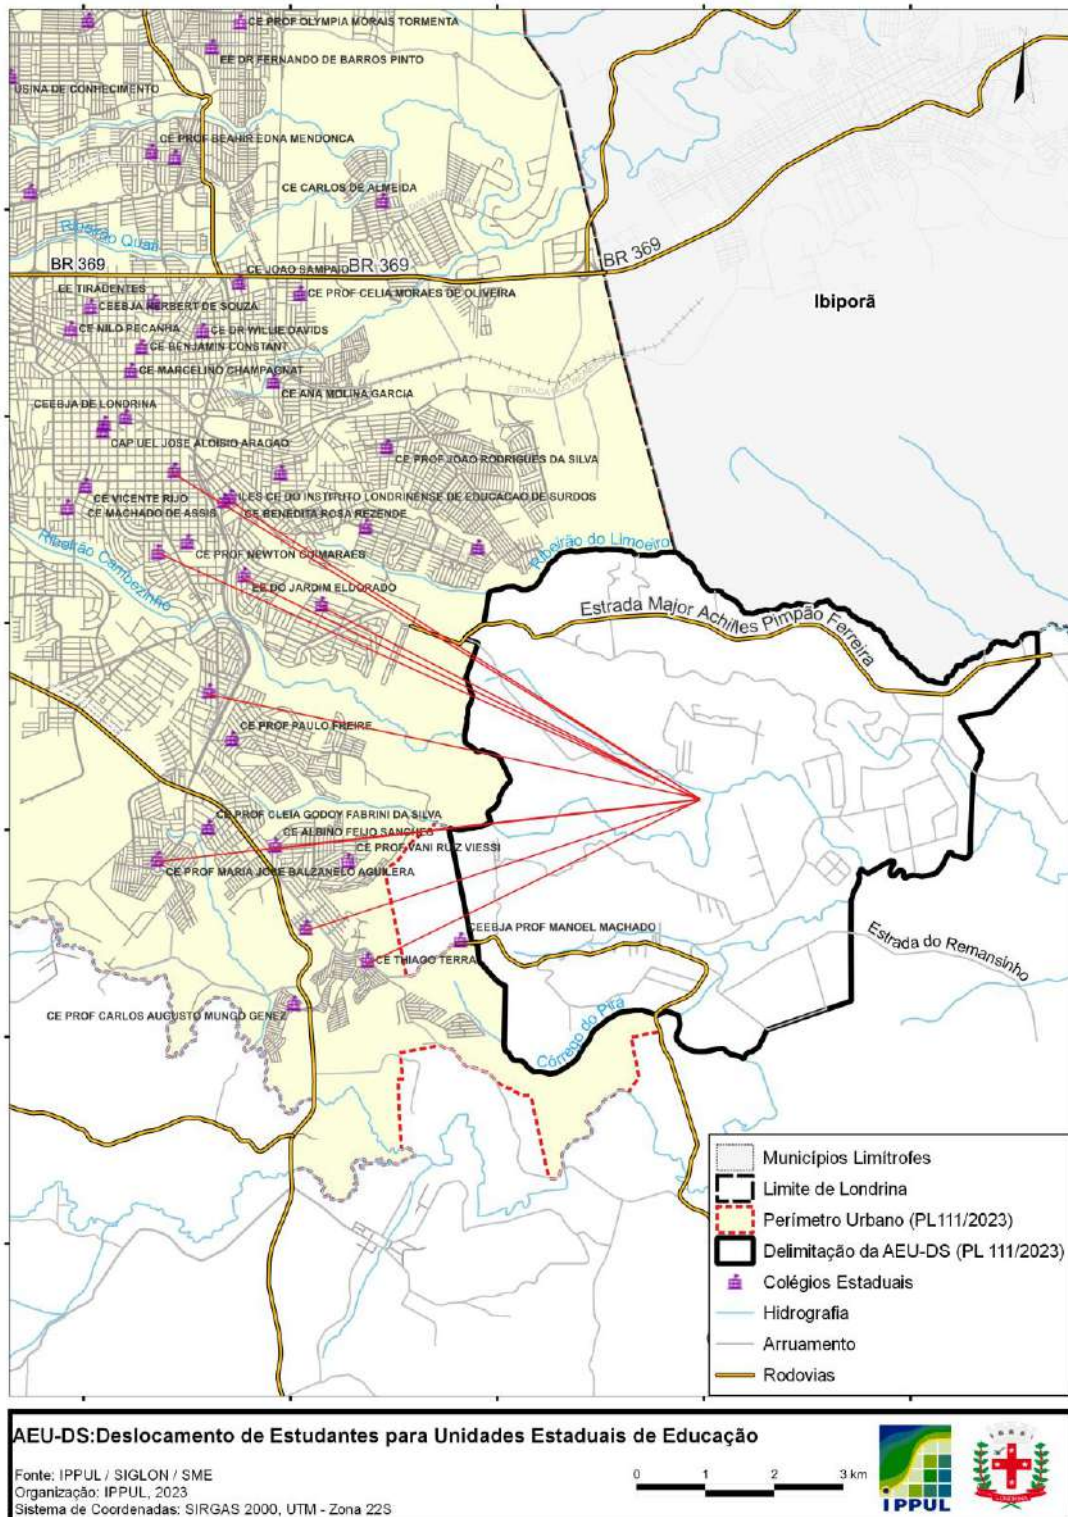 CE PROF OLYMPIA MORAIS TORMENTA
EE DR FERNANDO DE BARROS PINTO
USINA DE CONHECIMENTO
CE PROF BEAHIR EDNA MENDONCA
CE CARLOS DE ALMEIDA
Ribeirão Quati
BR 369
CE JOAO SAMPAIO
BR 369
BR 369
EE TIRADENTES
CE PROF CELIA MORAES DE OLIVEIRA
CEEBJA HERBERT DE SOUZA
Ibiporã
CE NILO PECANHA
CE DR WILLIE DAVIDS
CE BENJAMIN CONSTANT
CE MARCELINO CHAMPAGNAT
CE ANA MOLINA GARCIA
CEEBJA DE LONDRINA
CAP UEL JOSE ALOISIO ARAGAO
CE PROF JOAO RODRIGUES DA SILVA
CE VICENTE RIJO
ILES CE DO INSTITUTO LONDRINENSE DE EDUCACAO DE SURDOS
CE MACHADO DE ASSIS
CE BENEDITA ROSA REZENDE
Ribeirão Cambezinho
CE PROF NEWTON GUIMARAES
Ribeirão do Limoeiro
EE DO JARDIM ELDORADO
Estrada Major Achilles Pimpão Ferreira
CE PROF PAULO FREIRE
CE PROF CLEIA GODOY FABRINI DA SILVA
CE ALBINO FEIJO SANCHES
CE PROF VANI RUIZ VIESSI
CE PROF MARIA JOSE BALZANELO AGUILERA
CEEBJA PROF MANOEL MACHADO
Estrada do Remansinho
CE THIAGO TERRA
CE PROF CARLOS AUGUSTO MUNGO GENEZ
Córrego do Pirá
Municípios Limítrofes
Limite de Londrina
Perímetro Urbano (PL111/2023)
Delimitação da AEU-DS (PL 111/2023)
Colégios Estaduais
Hidrografia
Arruamento
Rodovias
AEU-DS:Deslocamento de Estudantes para Unidades Estaduais de Educação
Fonte: IPPUL / SIGLON / SME
Organização: IPPUL, 2023
Sistema de Coordenadas: SIRGAS 2000, UTM - Zona 22S
0 1 2 3 km
IPPUL
LONDRINA